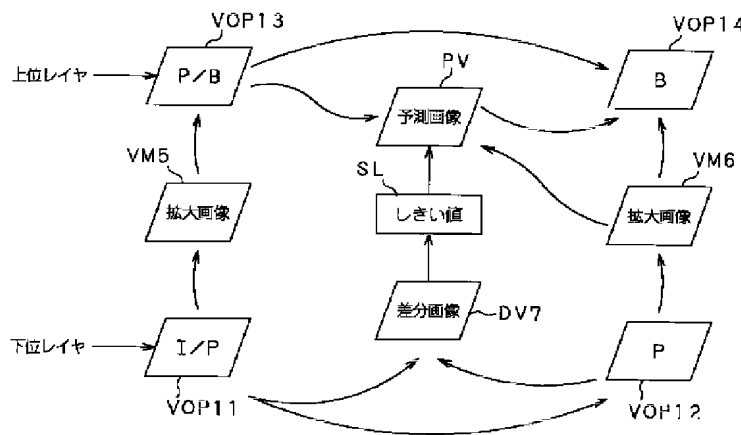 VOP13
VOP14
上位レイヤ
P/B
PV
B
予測画像
VM5
SL
VM6
拡大画像
しきい値
拡大画像
差分画像
DV7
下位レイヤ
I/P
P
VOP11
VOP12